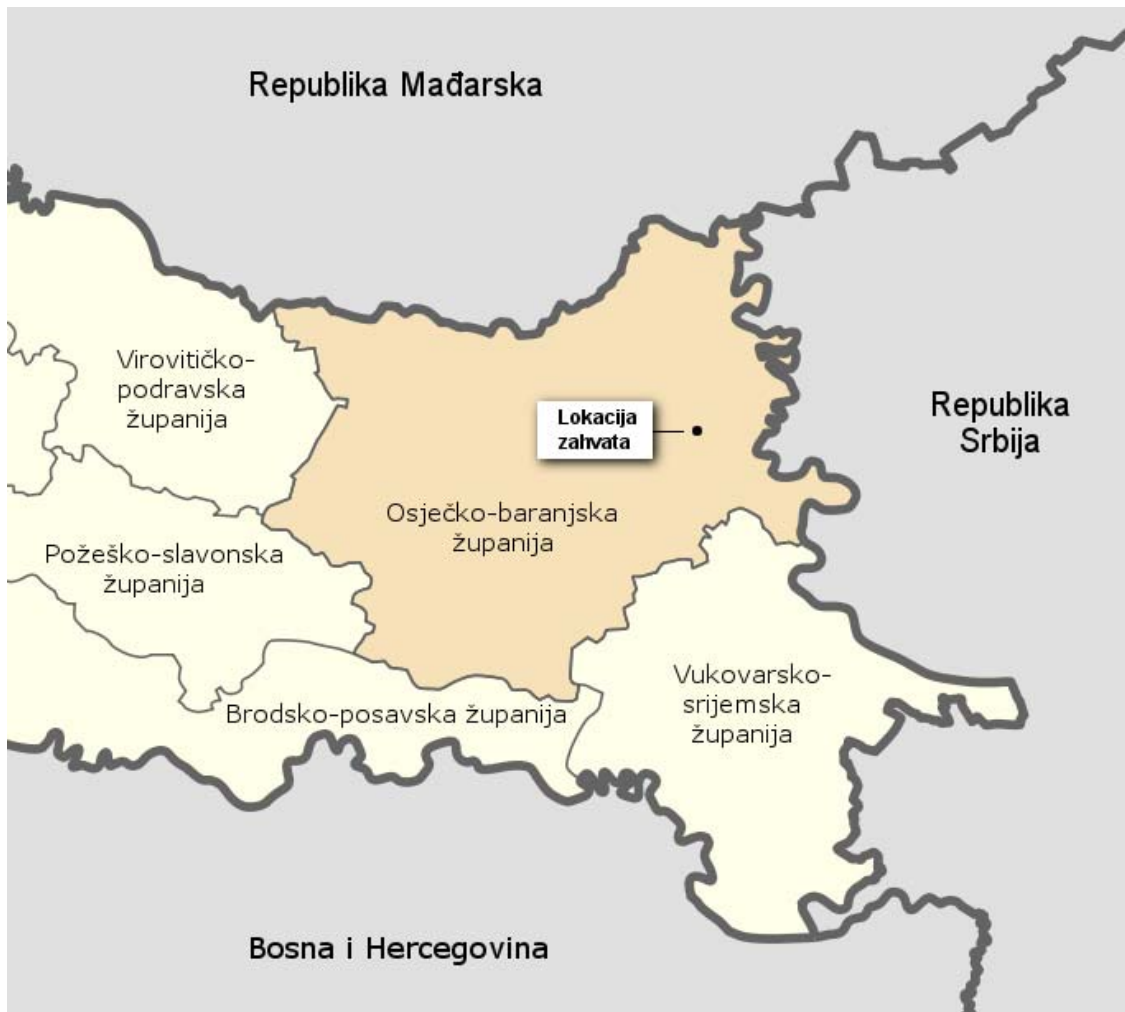 Republika Mađarska
Virovitičko-
podravska
županija
Lokacija
zahvata
Republika
Srbija
Osječko-baranjska
županija
Požeško-slavonska
županija
Vukovarsko-
srijemska
županija
Brodsko-posavska županija
Bosna i Hercegovina